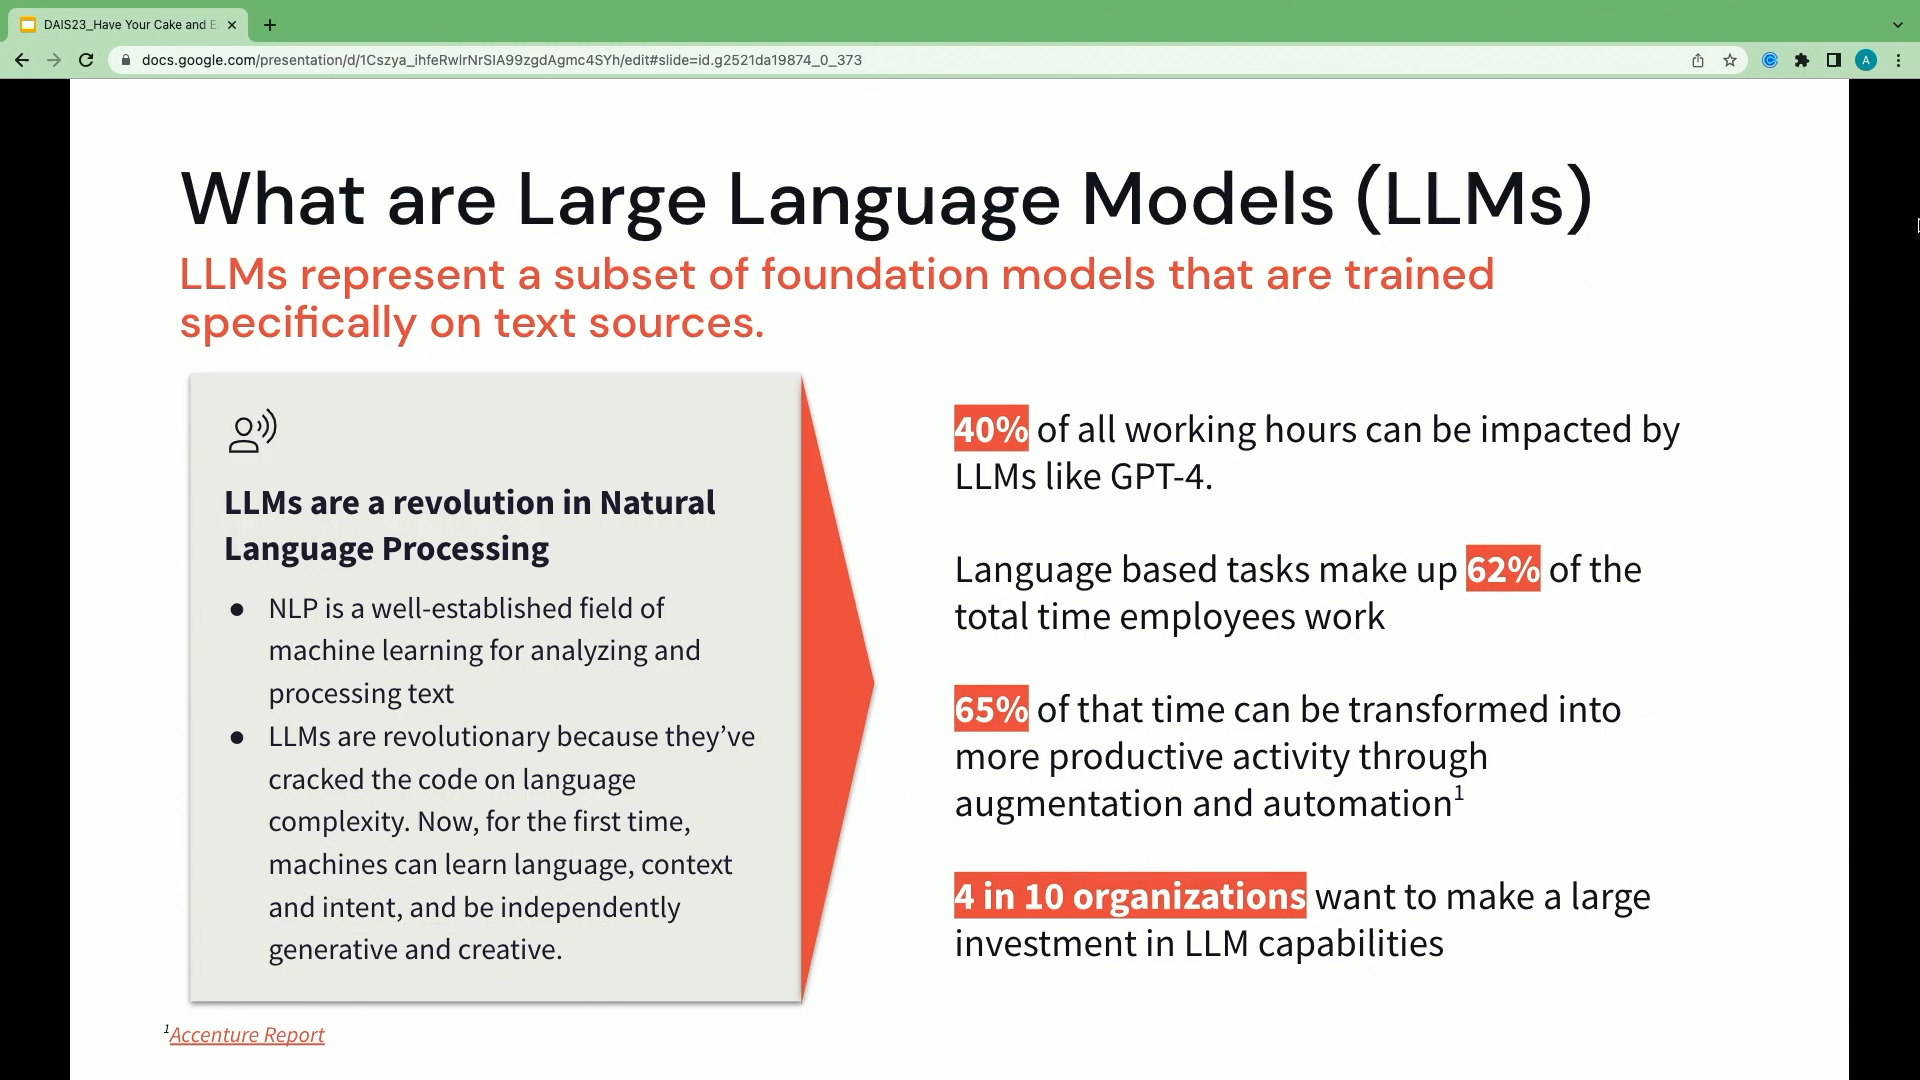 DAIS23_Have Your Cake and E
docs.google.com/presentation/d/1Cszya_ihfeRwlrNrSIA99zgdAgmc4SYh/edit#slide=id.g2521da19874_0_373
A
What are Large Language Models (LLMs)
LLMs represent a subset of foundation models that are trained
specifically on text sources.
LLMs are a revolution in Natural
Language Processing
● NLP is a well-established field of
machine learning for analyzing and
processing text
● LLMs are revolutionary because they’ve
cracked the code on language
complexity. Now, for the first time,
machines can learn language, context
and intent, and be independently
generative and creative.
40% of all working hours can be impacted by
LLMs like GPT-4.
Language based tasks make up 62% of the
total time employees work
65% of that time can be transformed into
more productive activity through
augmentation and automation¹
4 in 10 organizations want to make a large
investment in LLM capabilities
¹Accenture Report